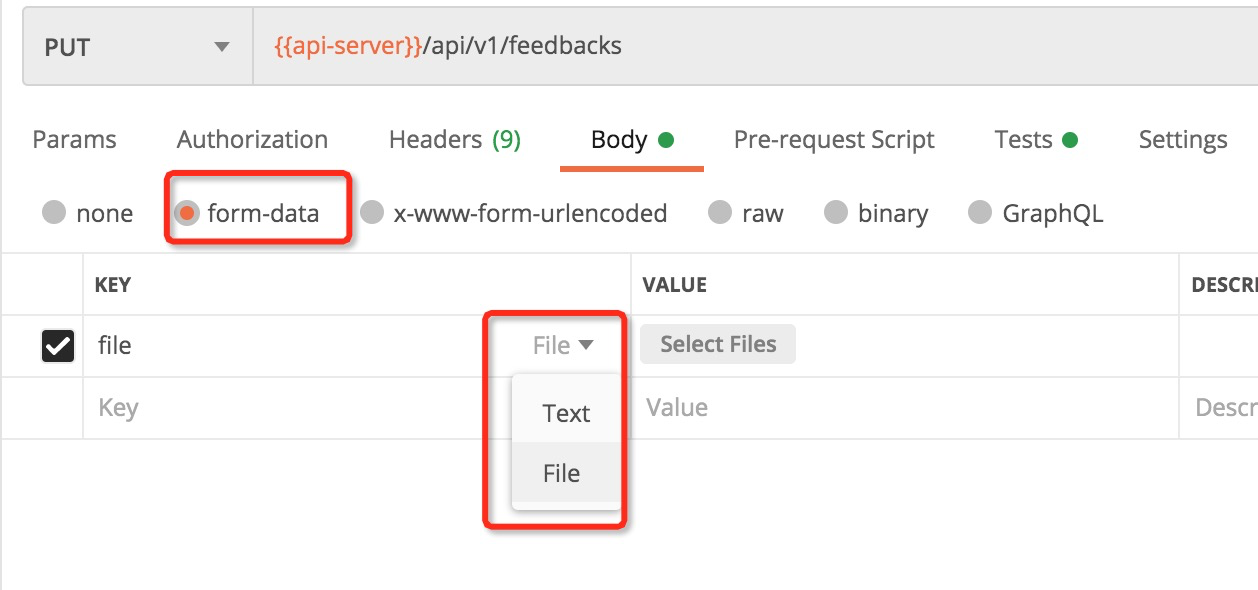 PUT {{api-server}}/api/v1/feedbacks
Params Authorization Headers (9) Body Pre-request Script Tests Settings
none form-data x-www-form-urlencoded raw binary GraphQL
KEY VALUE DESCRI
file File Select Files
Key Value Descr
Text
File